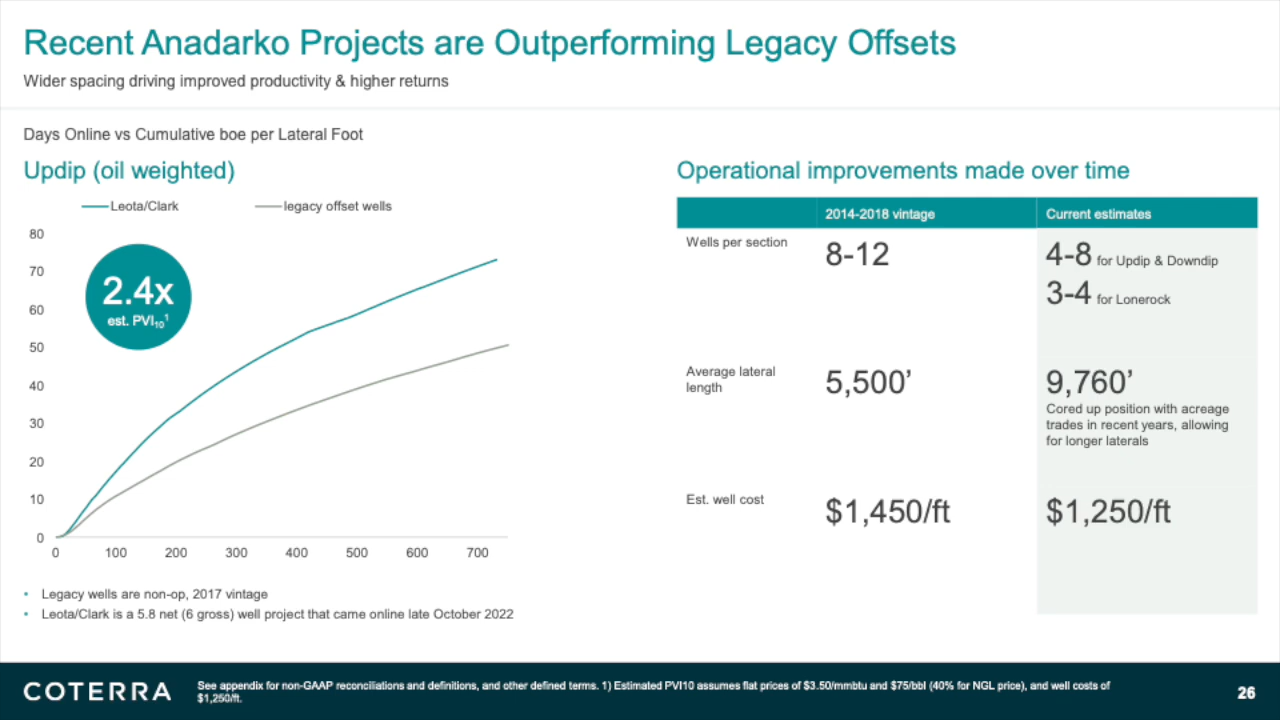 Recent Anadarko Projects are Outperforming Legacy Offsets
Wider spacing driving improved productivity & higher returns
Days Online vs Cumulative boe per Lateral Foot
Updip (oil weighted)
Leota/Clark
legacy offset wells
80
70
60
50
40
30
20
10
0
2.4x
est. PVI10¹
0 100 200 300 400 500 600 700
• Legacy wells are non-op, 2017 vintage
• Leota/Clark is a 5.8 net (6 gross) well project that came online late October 2022
Operational improvements made over time
2014-2018 vintage
Current estimates
Wells per section
8-12
4-8 for Updip & Downdip
3-4 for Lonerock
Average lateral
length
5,500’
9,760’
Cored up position with acreage
trades in recent years, allowing
for longer laterals
Est. well cost
$1,450/ft
$1,250/ft
COTERRA
See appendix for non-GAAP reconciliations and definitions, and other defined terms. 1) Estimated PVI10 assumes flat prices of $3.50/mmbtu and $75/bbl (40% for NGL price), and well costs of
$1,250/ft.
26